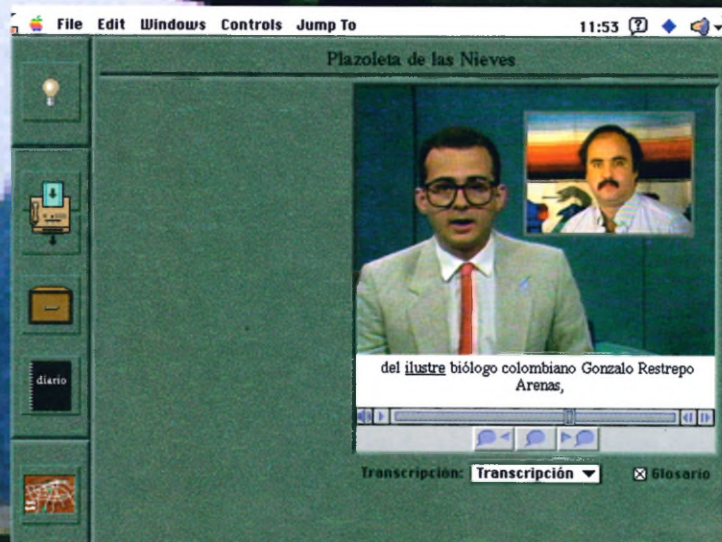 File Edit Windows Controls Jump To 11:53
Plazoleta de las Nieves
diario
del ilustre biólogo colombiano Gonzalo Restrepo
Arenas,
Transcripción: Transcripción Glosario